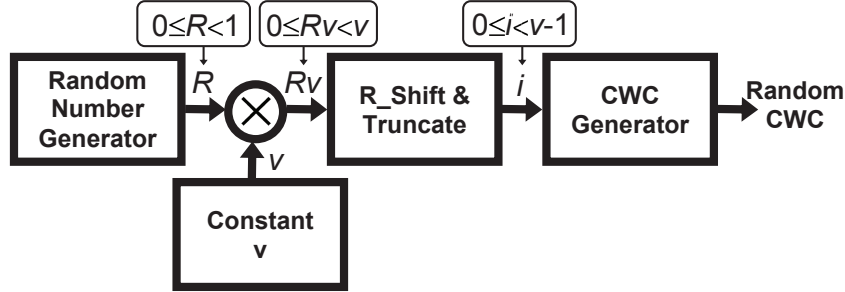 0≤R<1
0≤Rv<v
0≤i<v-1
Random
Number
Generator
R
Rv
R_Shift &
Truncate
i
CWC
Generator
Random
CWC
v
Constant
v